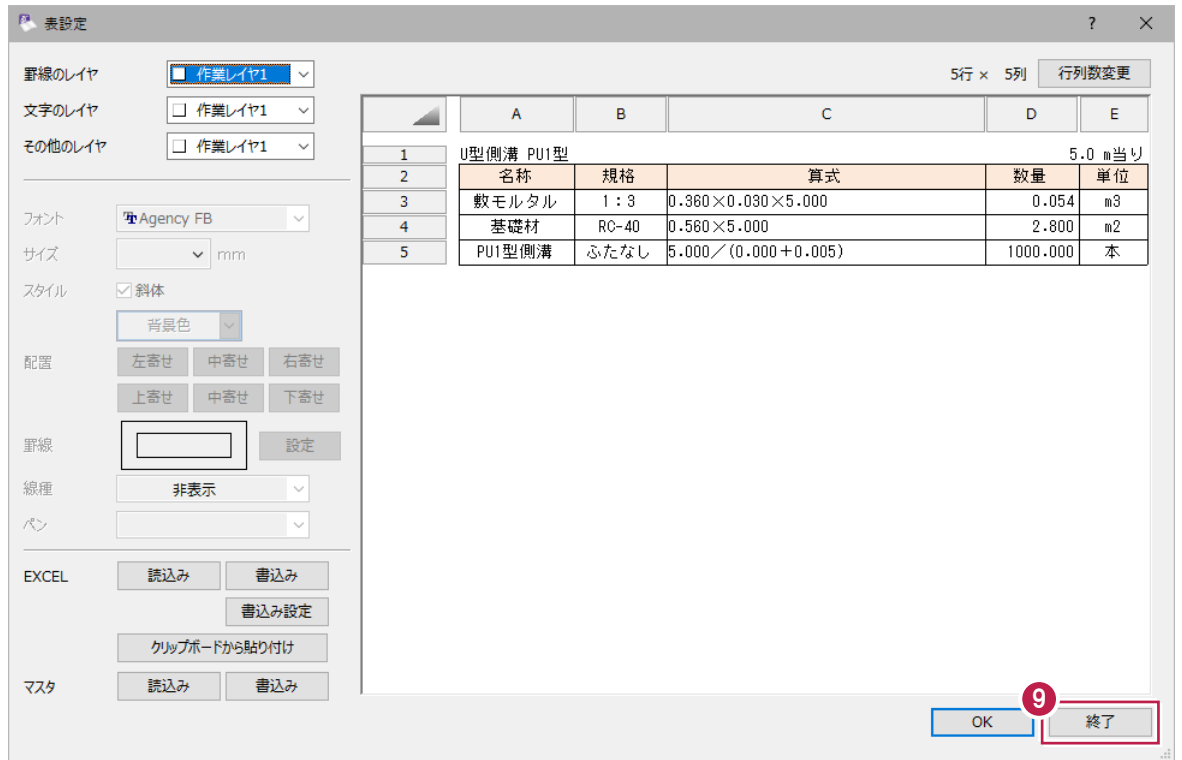 表設定 ? ×
罫線のレイヤ 作業レイヤ1
文字のレイヤ 作業レイヤ1
その他のレイヤ 作業レイヤ1
フォント Agency FB
サイズ mm
スタイル 斜体
背景色
配置 左寄せ 中寄せ 右寄せ
上寄せ 中寄せ 下寄せ
罫線 設定
線種 非表示
ペン
EXCEL 読込み 書込み
書込み設定
クリップボードから貼り付け
マスタ 読込み 書込み
5行 × 5列 行列数変更
A B C D E
1 U型側溝 PU1型 5.0 m当り
2 名称 規格 算式 数量 単位
3 敷モルタル 1:3 0.360×0.030×5.000 0.054 m3
4 基礎材 RC-40 0.560×5.000 2.800 m2
5 PU1型側溝 ふたなし 5.000/(0.000+0.005) 1000.000 本
9
OK 終了